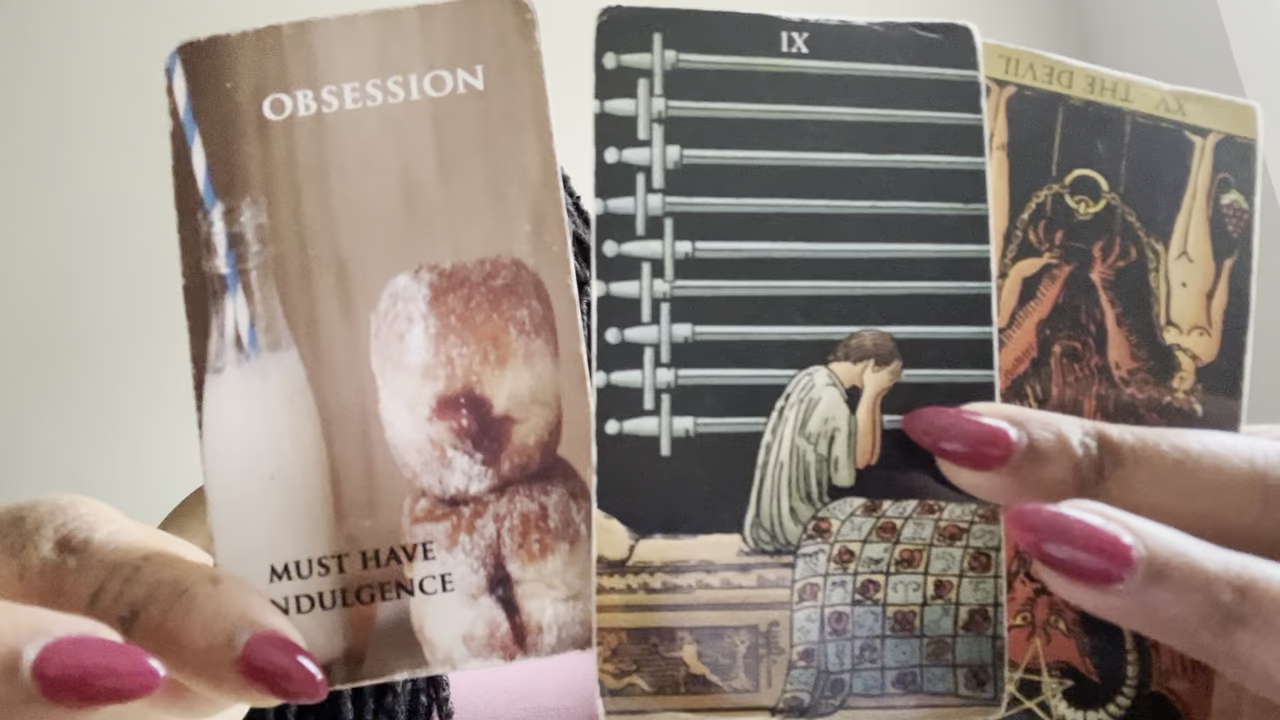 OBSESSION
MUST HAVE
INDULGENCE
IX
XV - THE DEVIL